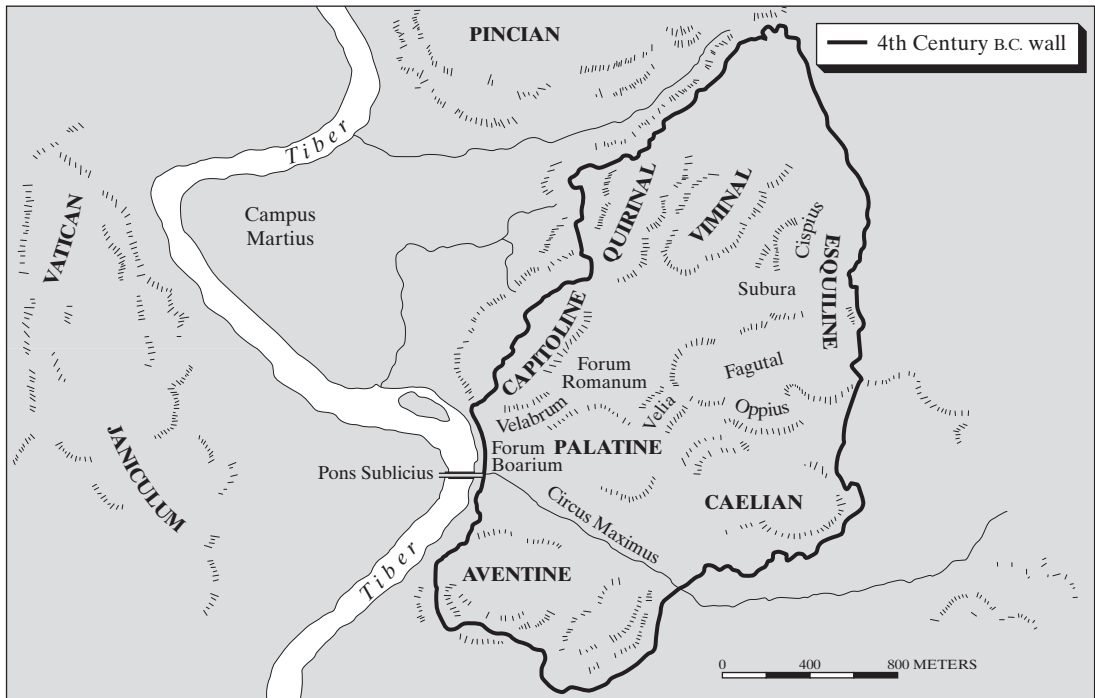 PINCIAN
4th Century B.C. wall
Tiber
VATICAN
Campus
Martius
QUIRINAL
VIMINAL
Cispius
ESQUILINE
Subura
CAPITOLINE
Forum
Romanum
Fagutal
Velia
Oppius
Velabrum
JANICULUM
PALATINE
Forum
Boarium
Pons Sublicius
CAELIAN
Circus Maximus
Tiber
AVENTINE
0 400 800 METERS